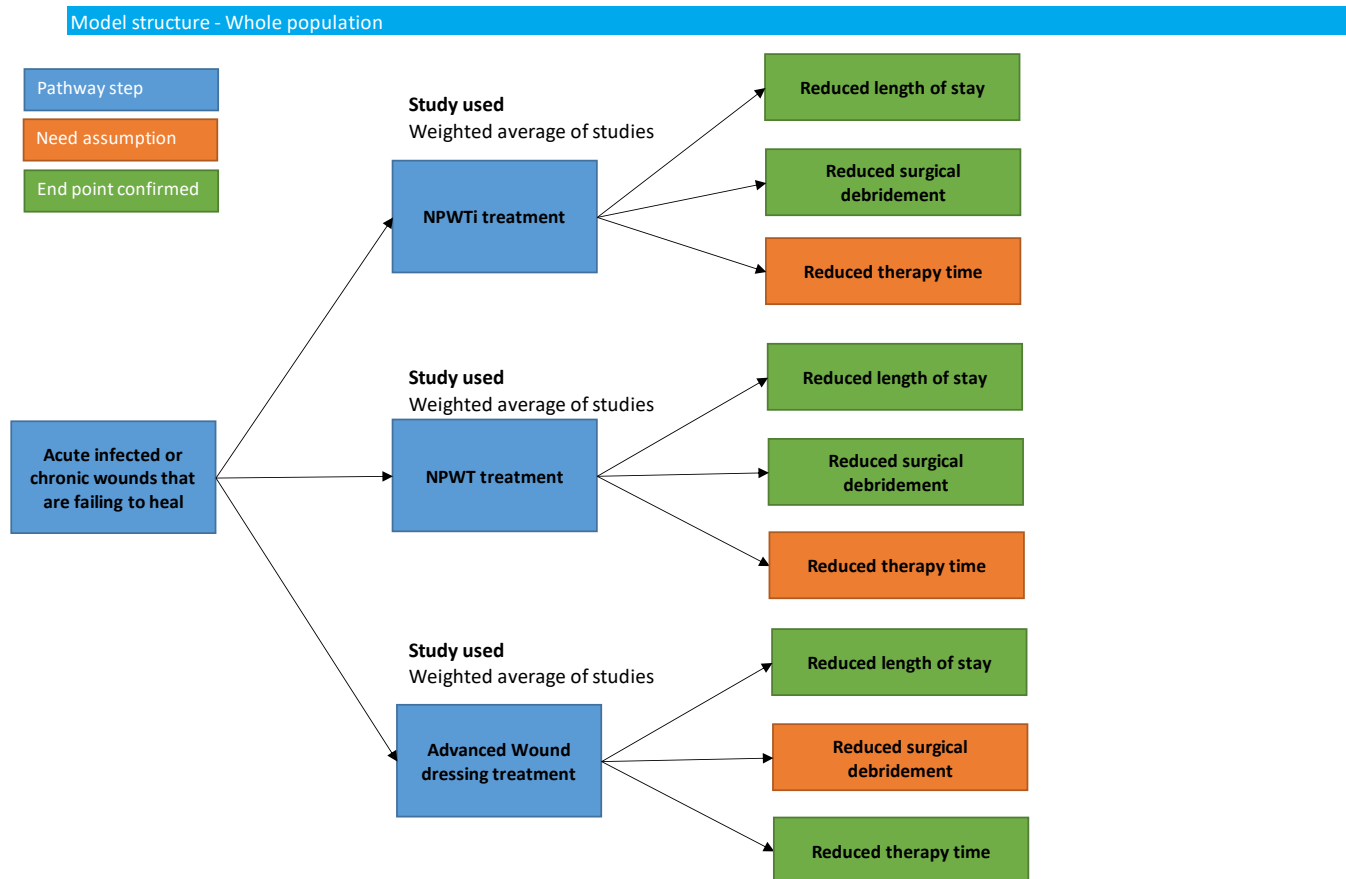 Model structure - Whole population
Pathway step
Need assumption
End point confirmed
Study used
Weighted average of studies
NPWTi treatment
Reduced length of stay
Reduced surgical
debridement
Reduced therapy time
Acute infected or
chronic wounds that
are failing to heal
Study used
Weighted average of studies
NPWT treatment
Reduced length of stay
Reduced surgical
debridement
Reduced therapy time
Study used
Weighted average of studies
Advanced Wound
dressing treatment
Reduced length of stay
Reduced surgical
debridement
Reduced therapy time